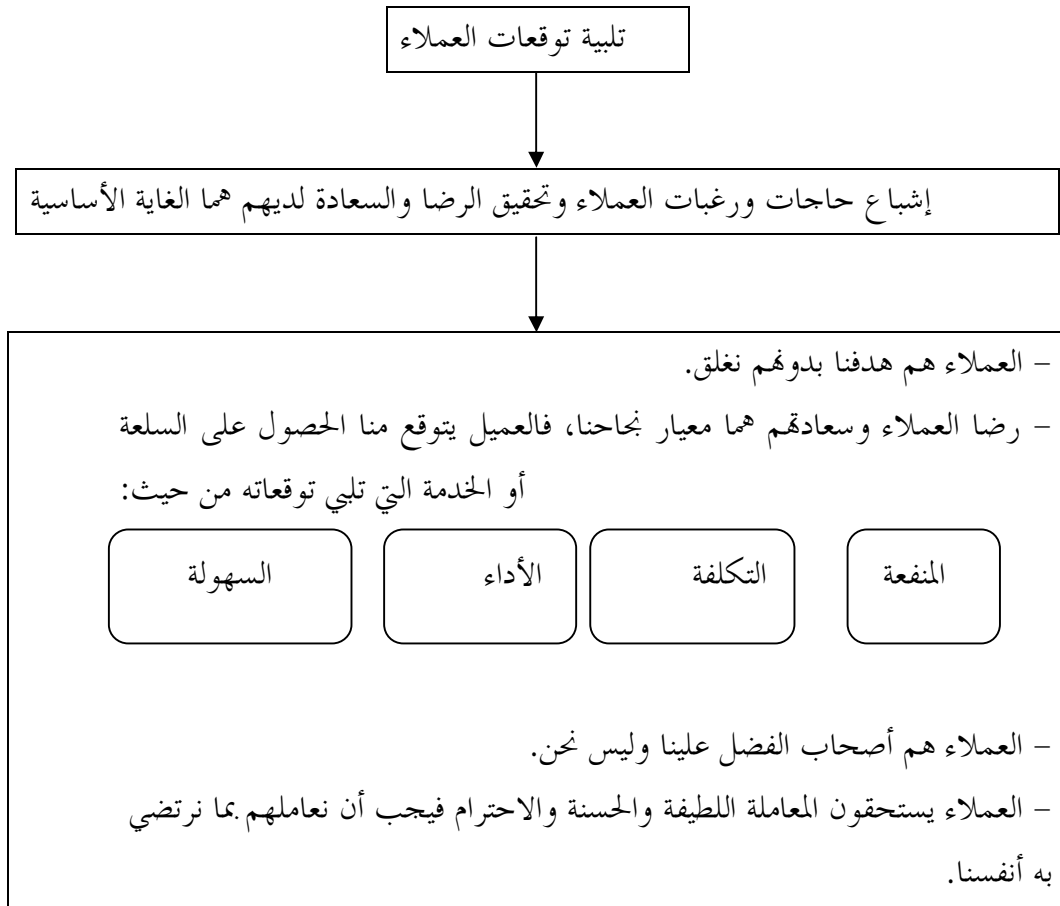 تلبية توقعات العملاء
إشباع حاجات ورغبات العملاء وتحقيق الرضا والسعادة لديهم هما الغاية الأساسية
– العملاء هم هدفنا بدونهم نغلق.
– رضا العملاء وسعادتهم هما معيار نجاحنا، فالعميل يتوقع منا الحصول على السلعة
أو الخدمة التي تلبي توقعاته من حيث:
المنفعة
التكلفة
الأداء
السهولة
– العملاء هم أصحاب الفضل علينا وليس نحن.
– العملاء يستحقون المعاملة اللطيفة والحسنة والاحترام فيجب أن نعاملهم بما نرتضي
به أنفسنا.